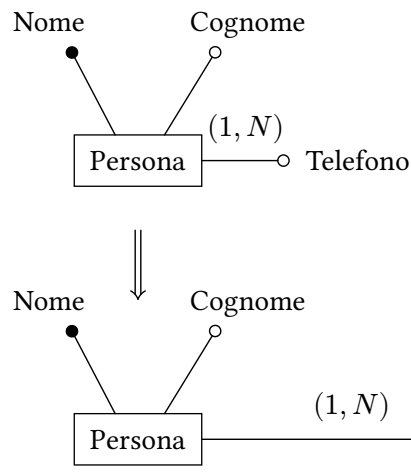 Nome Cognome
(1, N)
Persona Telefono
Nome Cognome
(1, N)
Persona